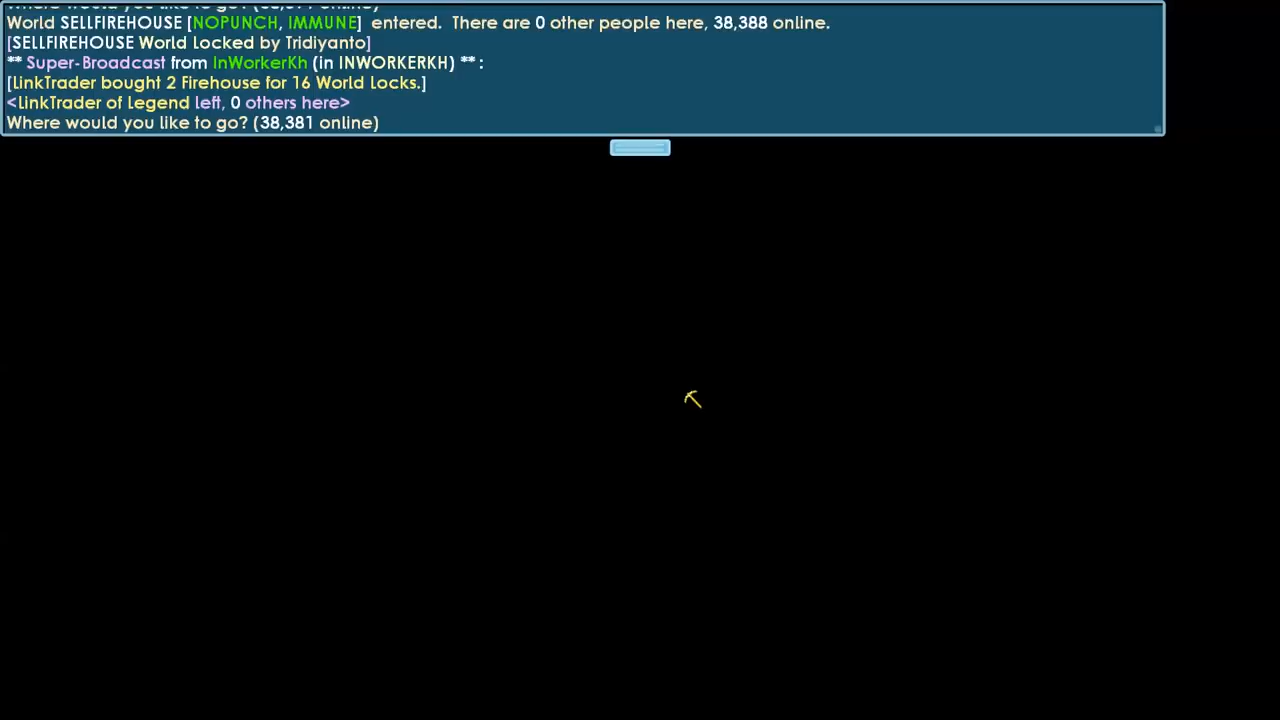 World SELLFIREHOUSE [NOPUNCH, IMMUNE] entered. There are 0 other people here, 38,388 online.
[SELLFIREHOUSE World Locked by Tridiyanto]
** Super-Broadcast from InWorkerKh (in INWORKERKH) ** :
[LinkTrader bought 2 Firehouse for 16 World Locks.]
<LinkTrader of Legend left, 0 others here>
Where would you like to go? (38,381 online)